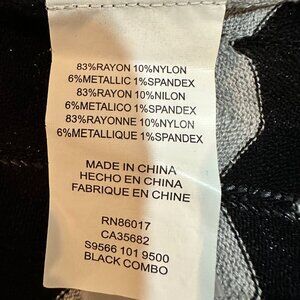 83%RAYON 10%NYLON
6%METALLIC 1%SPANDEX
83%RAYON 10%NILON
6%METALICO 1%SPANDEX
83%RAYONNE 10%NYLON
6%METALLIQUE 1%SPANDEX
MADE IN CHINA
HECHO EN CHINA
FABRIQUE EN CHINE
RN86017
CA35682
S9566 101 9500
BLACK COMBO